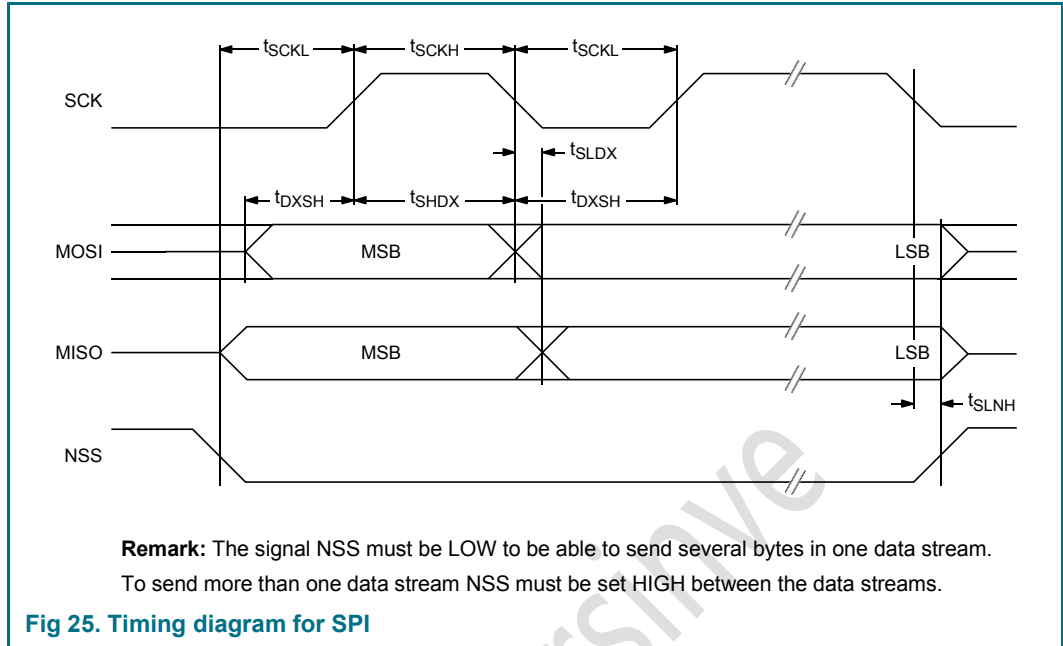 tSCKL tSCKH tSCKL
SCK
tSLDX
tDXSH tSHDX tDXSH
MOSI MSB LSB
MISO MSB LSB
tSLNH
NSS
Remark: The signal NSS must be LOW to be able to send several bytes in one data stream.
To send more than one data stream NSS must be set HIGH between the data streams.
Fig 25. Timing diagram for SPI